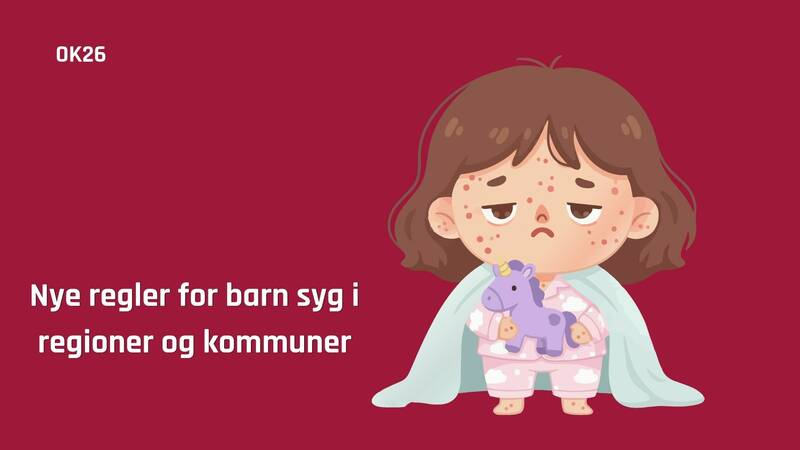 OK26
Nye regler for barn syg i
regioner og kommuner